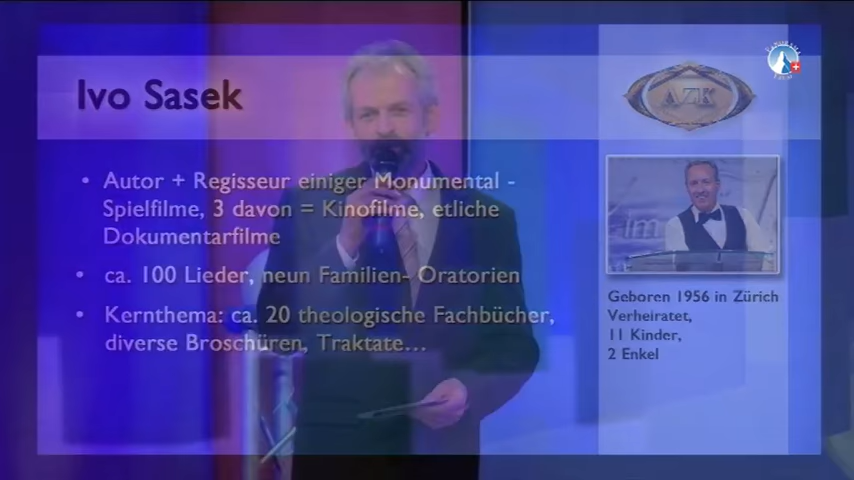 Ivo Sasek
AZK
• Autor + Regisseur einiger Monumental -
Spielfilme, 3 davon = Kinofilme, etliche
Dokumentarfilme
• ca. 100 Lieder, neun Familien- Oratorien
• Kernthema: ca. 20 theologische Fachbücher,
diverse Broschüren, Traktate...
Geboren 1956 in Zürich
Verheiratet,
11 Kinder,
2 Enkel